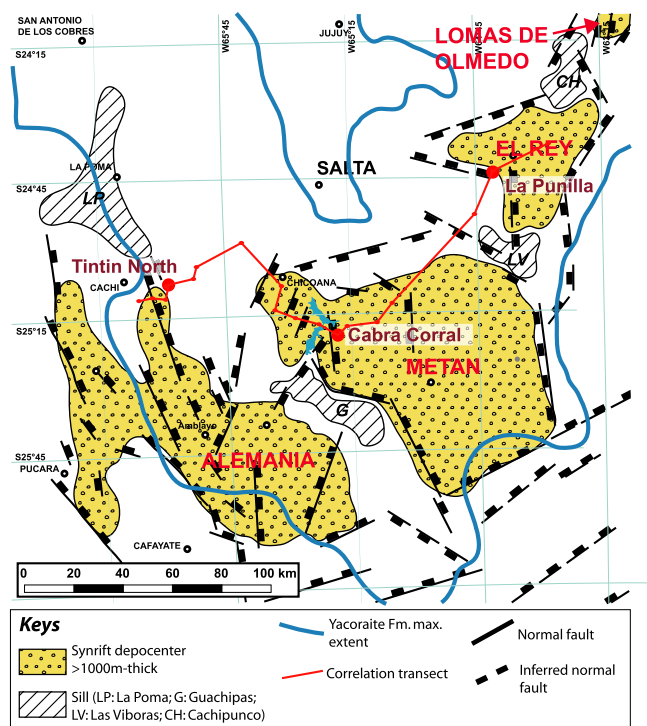 SAN ANTONIO
DE LOS COBRES
S24°15
W65°45
JUJUY
W65°15
LOMAS DE
OLMEDO
CH
EL REY
La Punilla
SALTA
LA POMA
LP
S24°45
LV
Tintin North
CACHI
CHICOANA
S25°15
Cabra Corral
METAN
G
Amblayo
ALEMANIA
S25°45
PUCARA
CAFAYATE
0 20 40 60 80 100 km
Keys
Synrift depocenter
>1000m-thick
Sill (LP: La Poma; G: Guachipas;
LV: Las Viboras; CH: Cachipunco)
Yacoraite Fm. max.
extent
Correlation transect
Normal fault
Inferred normal
fault